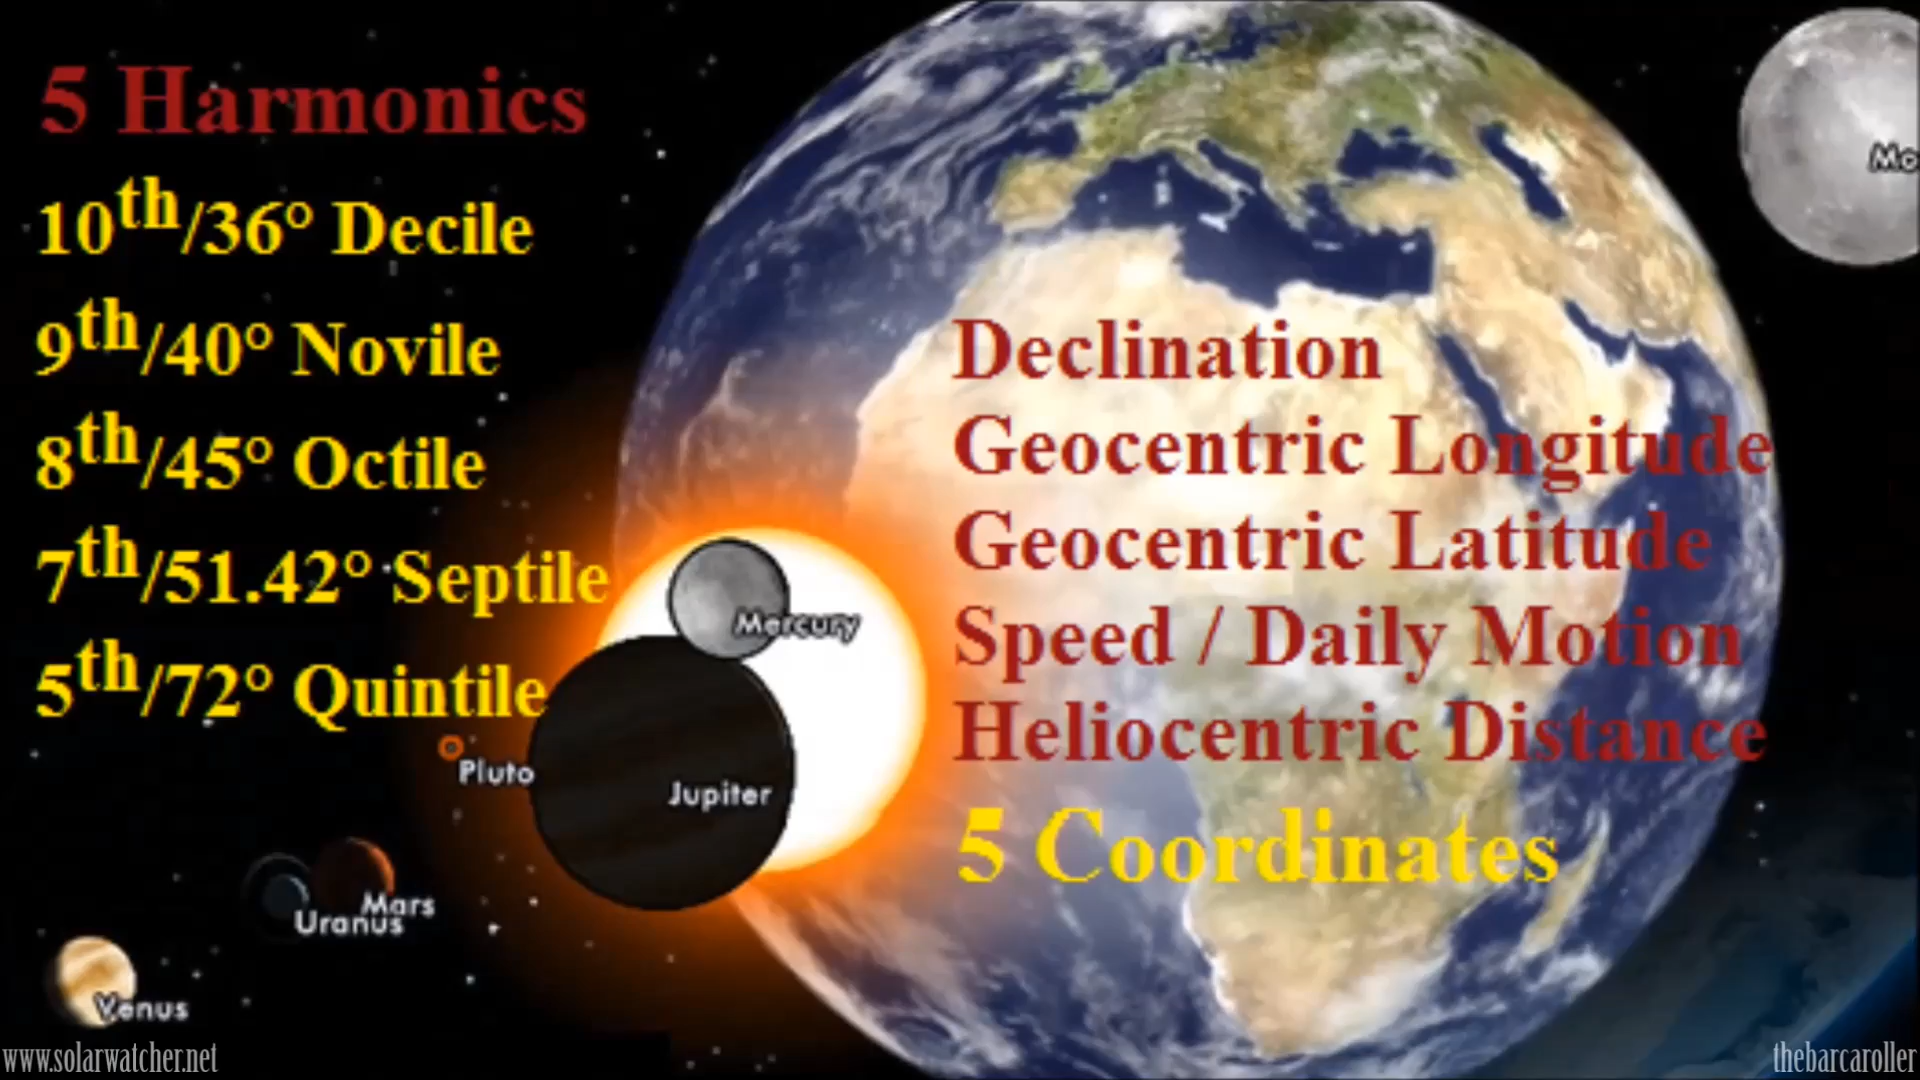 5 Harmonics
10th/36° Decile
9th/40° Novile
8th/45° Octile
7th/51.42° Septile
5th/72° Quintile
Declination
Geocentric Longitude
Geocentric Latitude
Speed / Daily Motion
Heliocentric Distance
5 Coordinates
Mo
Mercury
Jupiter
Pluto
Mars
Uranus
Venus
www.solarwatcher.net
thebarcaroller